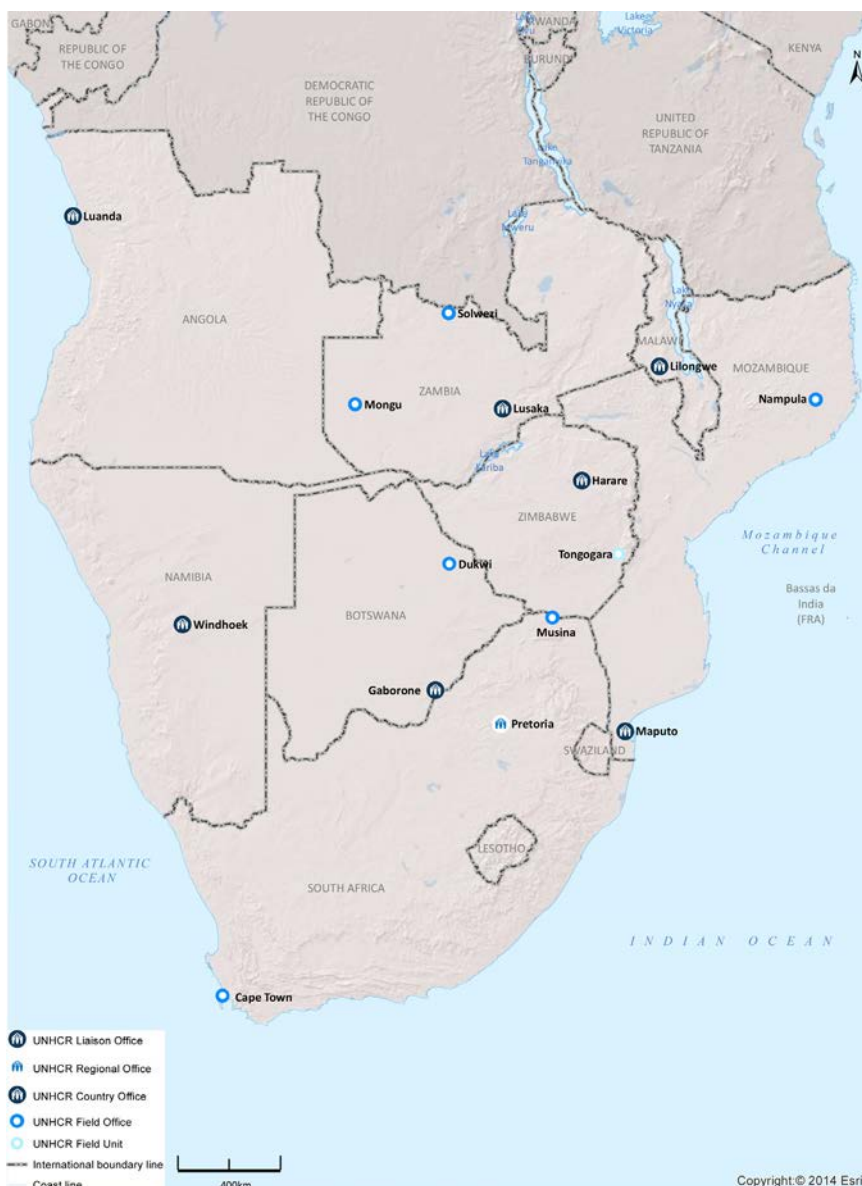 GABON
REPUBLIC OF
THE CONGO
DEMOCRATIC
REPUBLIC OF
THE CONGO
RWANDA
BURUNDI
Lake
Victoria
KENYA
N
UNITED
REPUBLIC OF
TANZANIA
Lake
Tanganyika
Lake
Mweru
Luanda
ANGOLA
Solwezi
Lake
Nyasa
MALAWI
Lilongwe
MOZAMBIQUE
Nampula
ZAMBIA
Mongu
Lusaka
Lake
Kariba
Harare
ZIMBABWE
Tongogara
Mozambique
Channel
Bassas da
India
(FRA)
NAMIBIA
Windhoek
Dukwi
BOTSWANA
Musina
Gaborone
Pretoria
SWAZILAND
Maputo
LESOTHO
SOUTH AFRICA
SOUTH ATLANTIC
OCEAN
INDIAN OCEAN
Cape Town
UNHCR Liaison Office
UNHCR Regional Office
UNHCR Country Office
UNHCR Field Office
UNHCR Field Unit
International boundary line
Coast line
400km
Copyright:© 2014 Esri